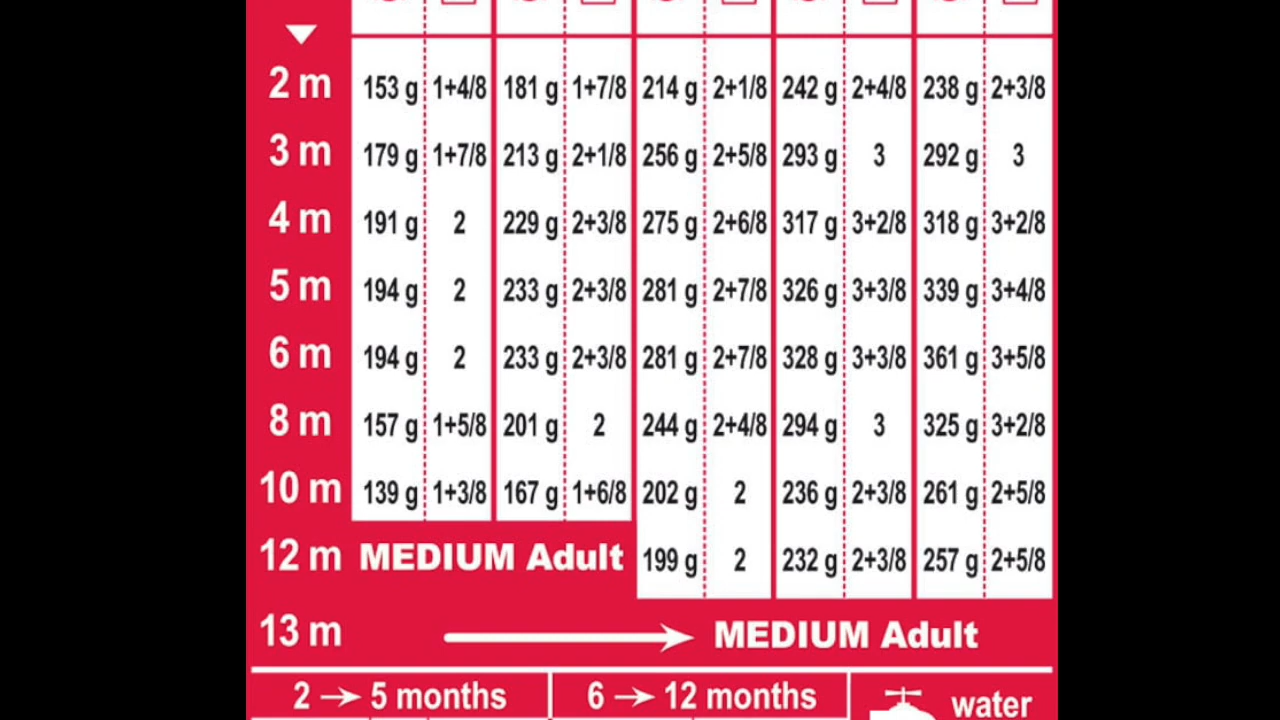 2 m 153 g 1+4/8 181 g 1+7/8 214 g 2+1/8 242 g 2+4/8 238 g 2+3/8
3 m 179 g 1+7/8 213 g 2+1/8 256 g 2+5/8 293 g 3 292 g 3
4 m 191 g 2 229 g 2+3/8 275 g 2+6/8 317 g 3+2/8 318 g 3+2/8
5 m 194 g 2 233 g 2+3/8 281 g 2+7/8 326 g 3+3/8 339 g 3+4/8
6 m 194 g 2 233 g 2+3/8 281 g 2+7/8 328 g 3+3/8 361 g 3+5/8
8 m 157 g 1+5/8 201 g 2 244 g 2+4/8 294 g 3 325 g 3+2/8
10 m 139 g 1+3/8 167 g 1+6/8 202 g 2 236 g 2+3/8 261 g 2+5/8
12 m MEDIUM Adult 199 g 2 232 g 2+3/8 257 g 2+5/8
13 m MEDIUM Adult
2 → 5 months 6 → 12 months water